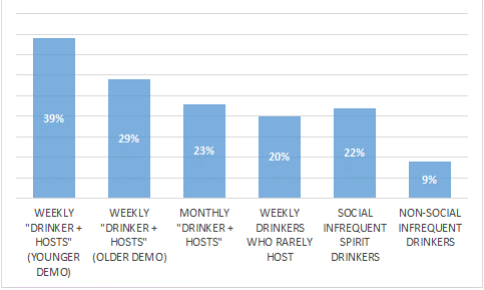 39%
29%
23%
20%
22%
9%
WEEKLY
"DRINKER +
HOSTS"
(YOUNGER
DEMO)
WEEKLY
"DRINKER +
HOSTS"
(OLDER DEMO)
MONTHLY
"DRINKER +
HOSTS"
WEEKLY
DRINKERS
WHO RARELY
HOST
SOCIAL
INFREQUENT
SPIRIT
DRINKERS
NON-SOCIAL
INFREQUENT
DRINKERS